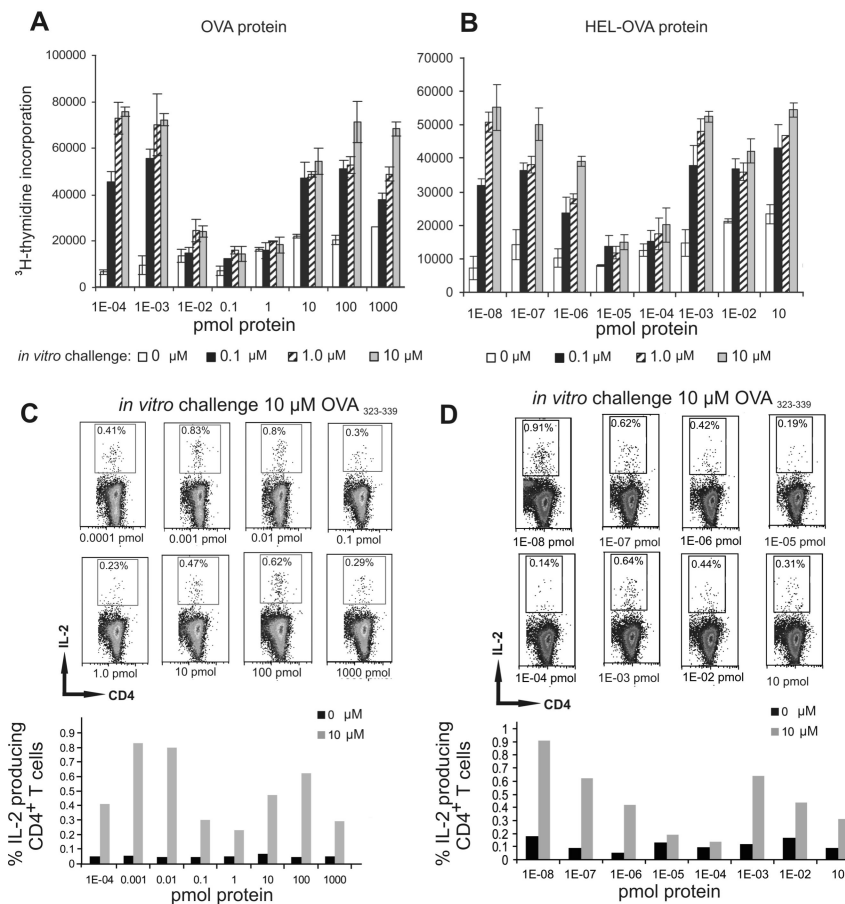 A
OVA protein
B
HEL-OVA protein
³H-thymidine incorporation
100000
80000
60000
40000
20000
0
1E-04 1E-03 1E-02 0.1 1 10 100 1000
pmol protein
70000
60000
50000
40000
30000
20000
10000
0
1E-08 1E-07 1E-06 1E-05 1E-04 1E-03 1E-02 10
pmol protein
in vitro challenge: 0 µM 0.1 µM 1.0 µM 10 µM
0 µM 0.1 µM 1.0 µM 10 µM
C
in vitro challenge 10 µM OVA 323-339
0.41% 0.83% 0.8% 0.3%
0.0001 pmol 0.001 pmol 0.01 pmol 0.1 pmol
0.23% 0.47% 0.62% 0.29%
1.0 pmol 10 pmol 100 pmol 1000 pmol
IL-2
CD4
D
in vitro challenge 10 µM OVA 323-339
0.91% 0.62% 0.42% 0.19%
1E-08 pmol 1E-07 pmol 1E-06 pmol 1E-05 pmol
0.14% 0.64% 0.44% 0.31%
1E-04 pmol 1E-03 pmol 1E-02 pmol 10 pmol
IL-2
CD4
% IL-2 producing
CD4⁺ T cells
0 µM
10 µM
0.9
0.8
0.7
0.6
0.5
0.4
0.3
0.2
0.1
0
1E-04 0.001 0.01 0.1 1 10 100 1000
pmol protein
% IL-2 producing
CD4⁺ T cells
0 µM
10 µM
1
0.9
0.8
0.7
0.6
0.5
0.4
0.3
0.2
0.1
0
1E-08 1E-07 1E-06 1E-05 1E-04 1E-03 1E-02 10
pmol protein